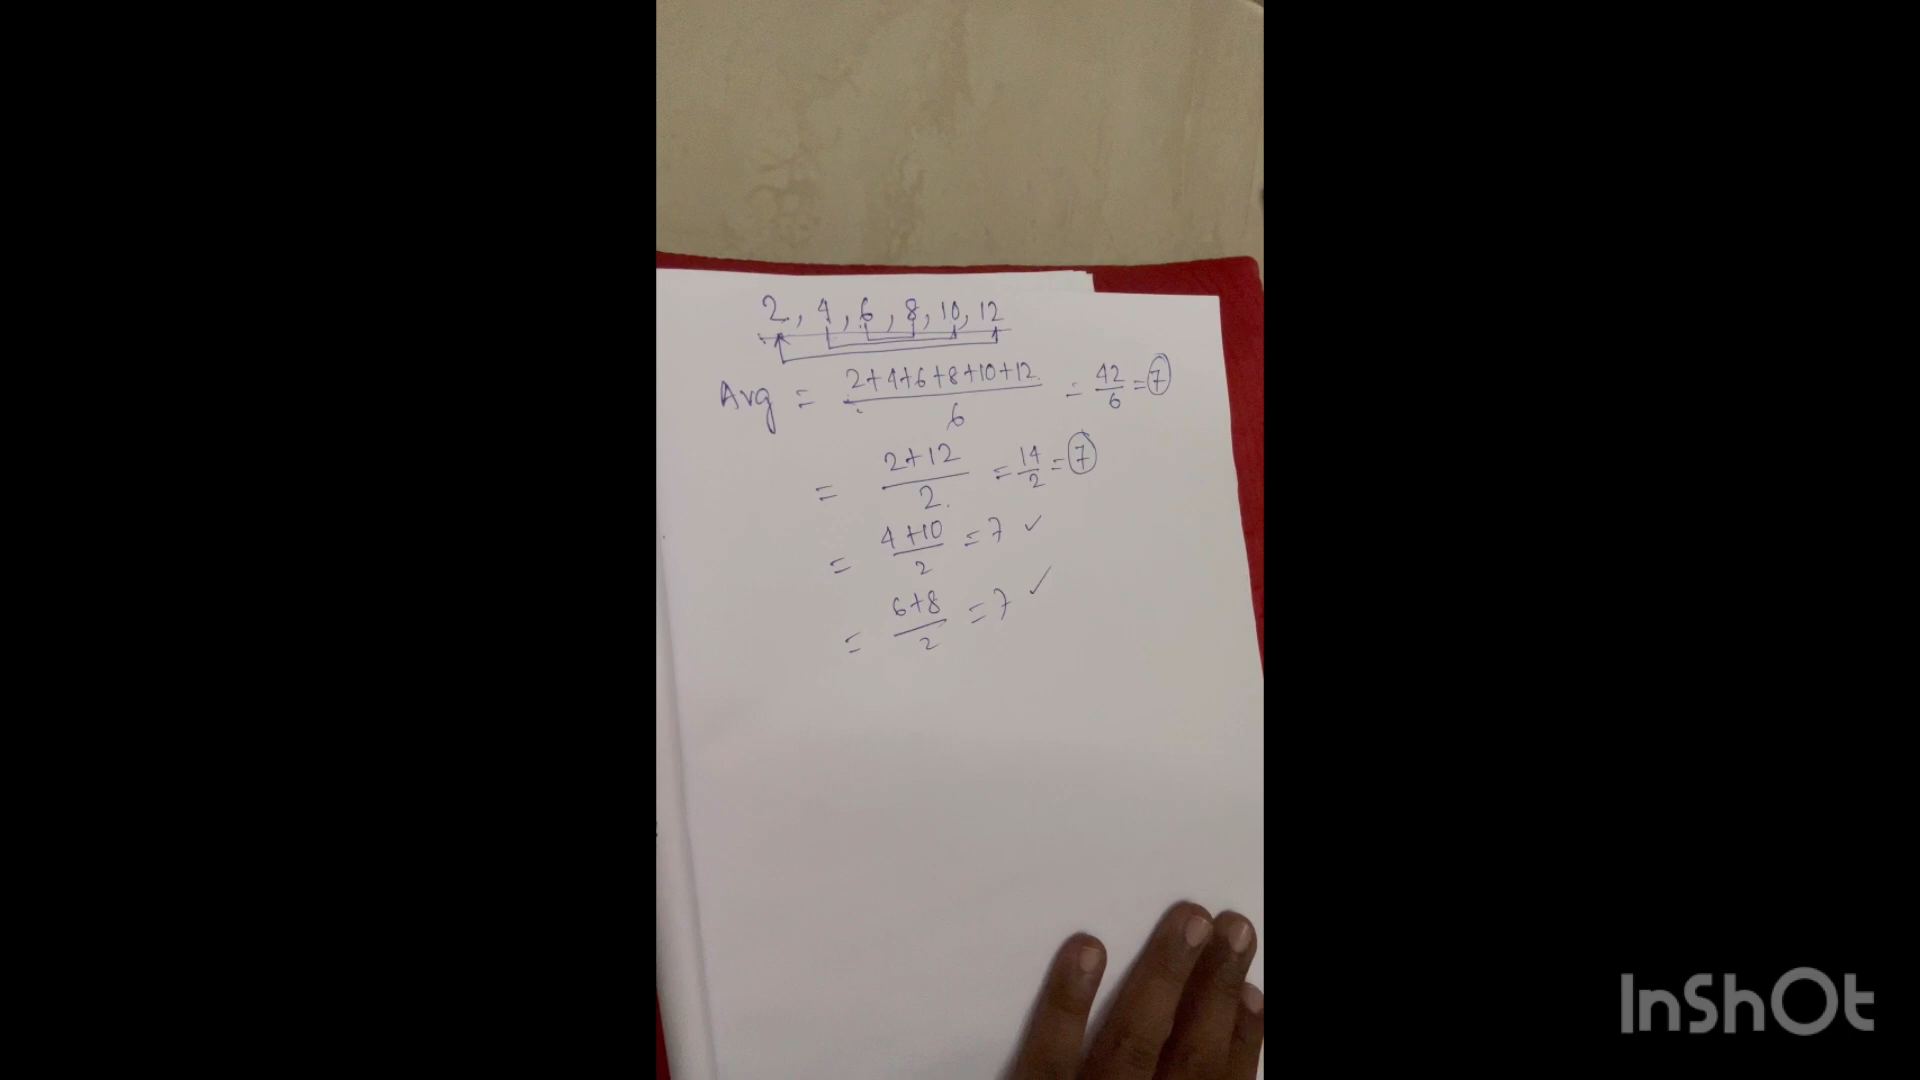 2, 4, 6, 8, 10, 12
Avg = 2+4+6+8+10+12 / 6 = 42/6 = 7
= 2+12 / 2 = 14/2 = 7
= 4+10 / 2 = 7 ✓
= 6+8 / 2 = 7 ✓
InShOt